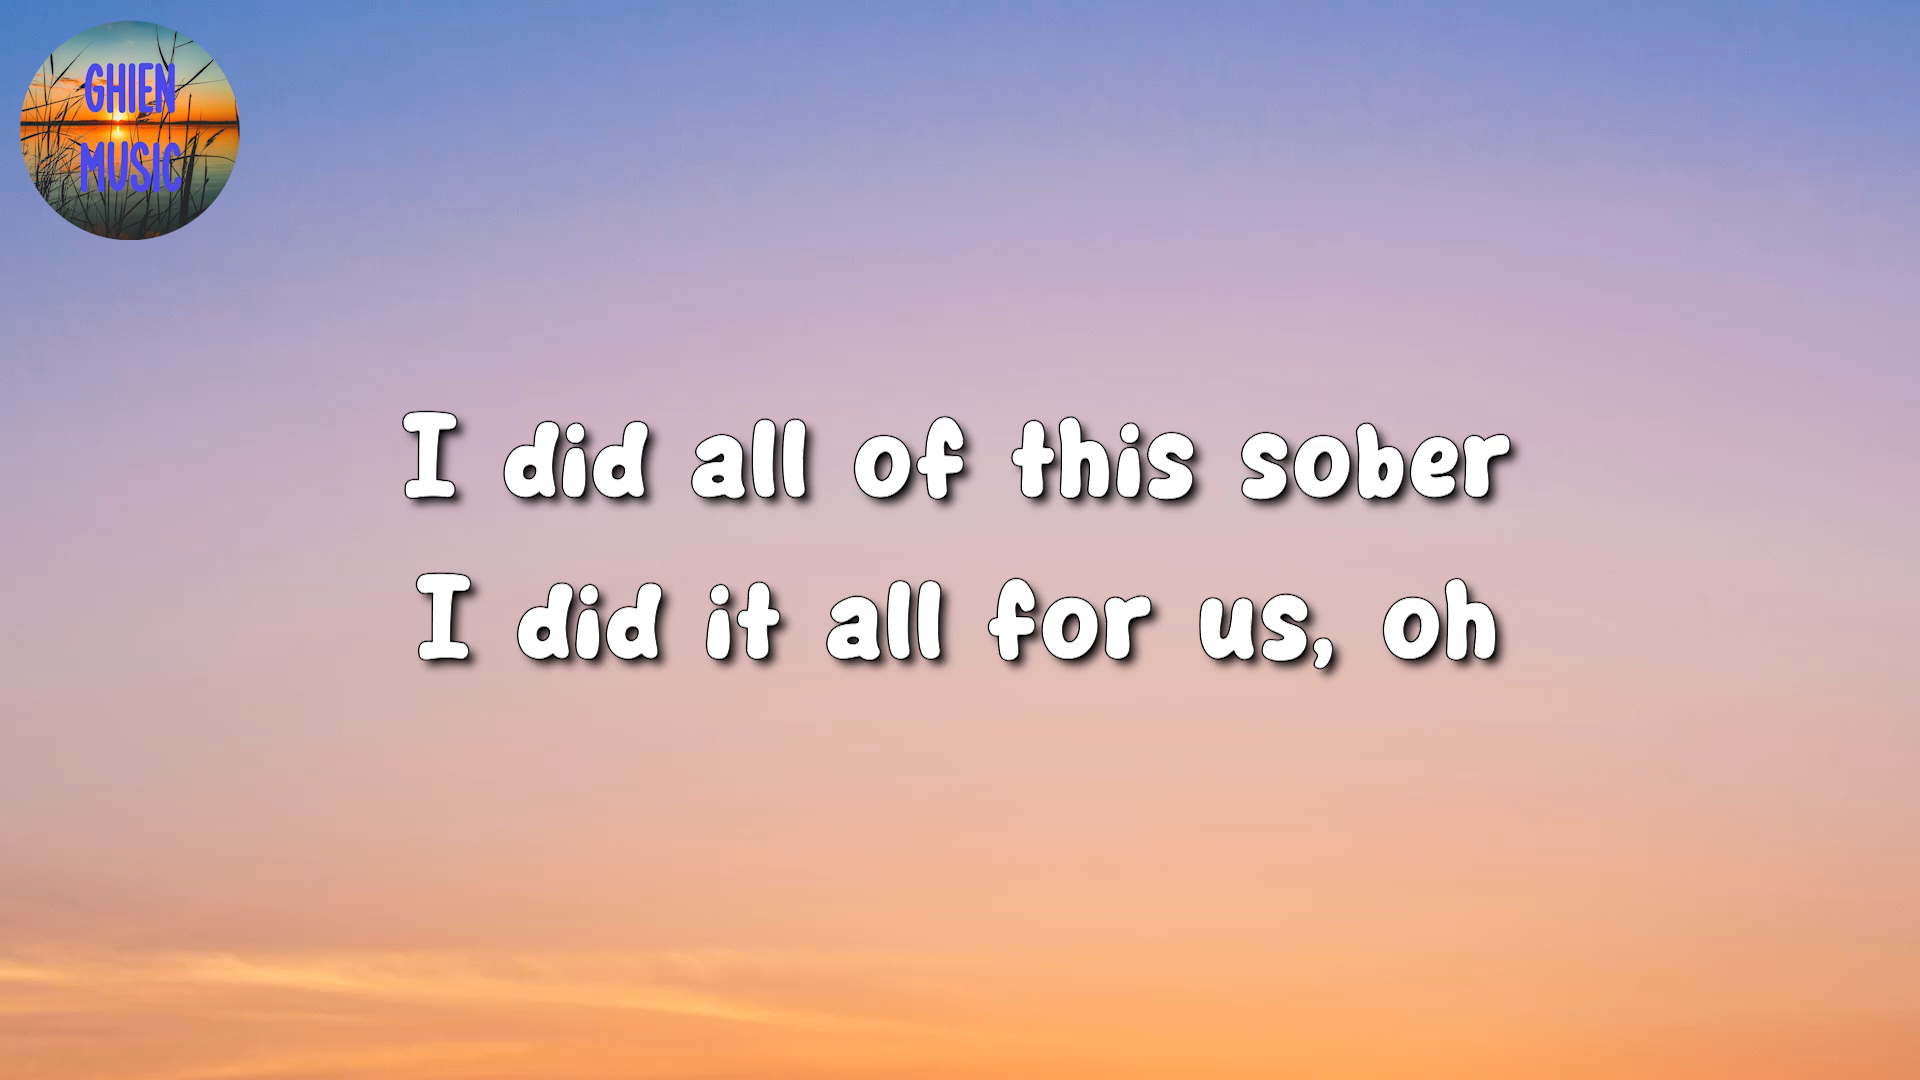 GHIEN
MUSIC
I did all of this sober
I did it all for us, oh